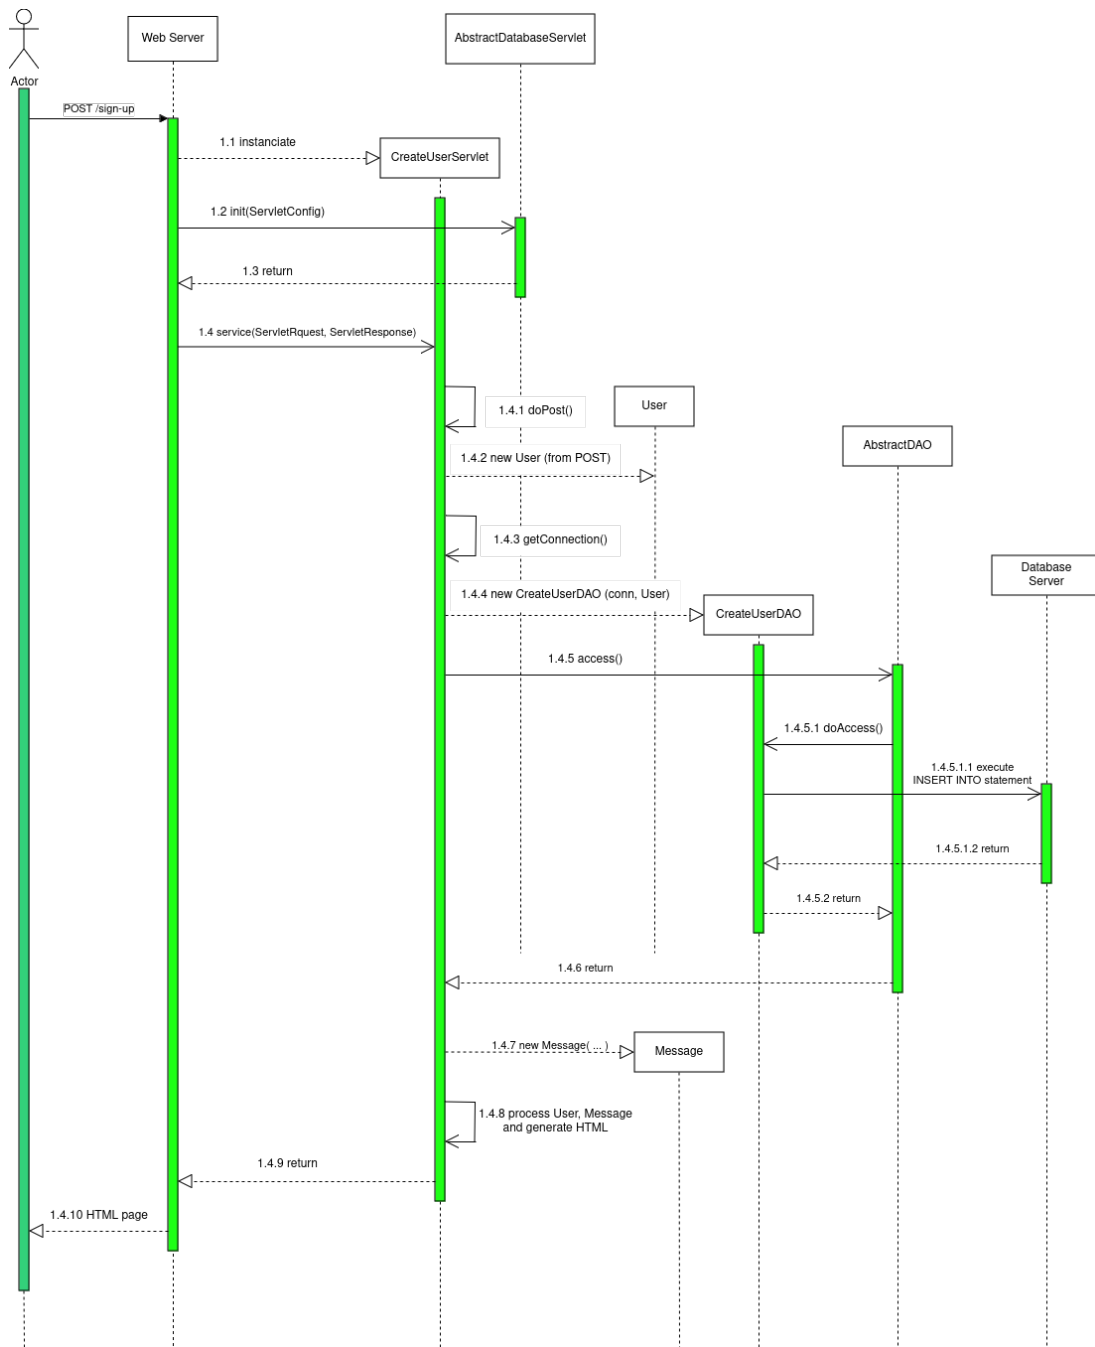 Web Server
AbstractDatabaseServlet
Actor
POST /sign-up
1.1 instanciate
CreateUserServlet
1.2 init(ServletConfig)
1.3 return
1.4 service(ServletRquest, ServletResponse)
1.4.1 doPost()
User
AbstractDAO
1.4.2 new User (from POST)
1.4.3 getConnection()
Database
Server
1.4.4 new CreateUserDAO (conn, User)
CreateUserDAO
1.4.5 access()
1.4.5.1 doAccess()
1.4.5.1.1 execute
INSERT INTO statement
1.4.5.1.2 return
1.4.5.2 return
1.4.6 return
1.4.7 new Message( ... )
Message
1.4.8 process User, Message
and generate HTML
1.4.9 return
1.4.10 HTML page